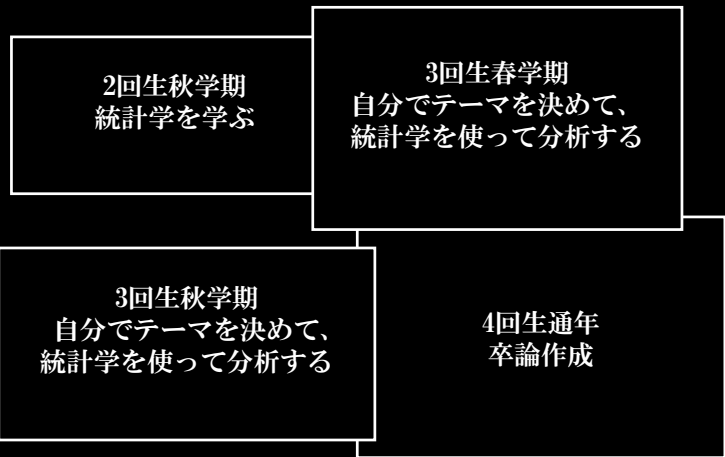 2回生秋学期
統計学を学ぶ
3回生春学期
自分でテーマを決めて、
統計学を使って分析する
3回生秋学期
自分でテーマを決めて、
統計学を使って分析する
4回生通年
卒論作成